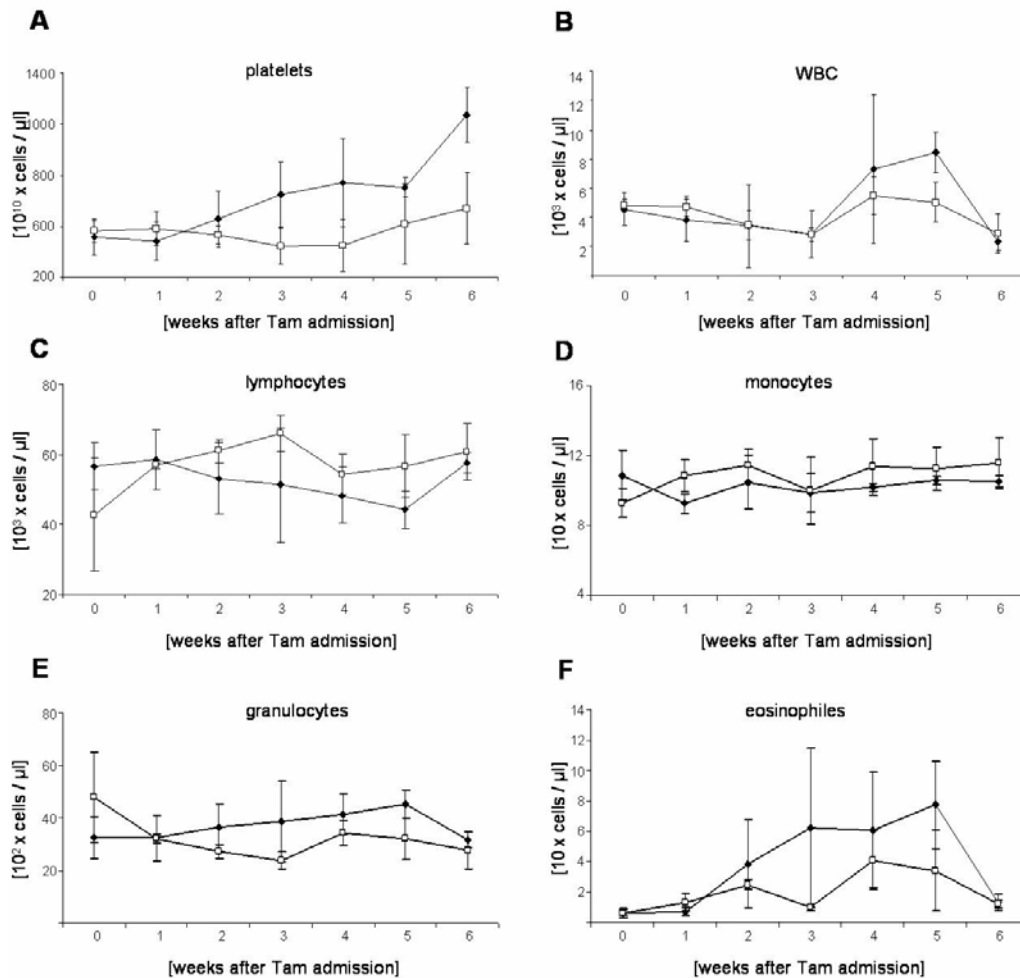 A
platelets
1400
1000
800
600
200
[10¹⁰ x cells / µl]
0 1 2 3 4 5 6
[weeks after Tam admission]
B
WBC
14
12
10
8
6
4
2
[10³ x cells / µl]
0 1 2 3 4 5 6
[weeks after Tam admission]
C
lymphocytes
80
60
40
20
[10³ x cells / µl]
0 1 2 3 4 5 6
[weeks after Tam admission]
D
monocytes
16
12
8
4
[10 x cells / µl]
0 1 2 3 4 5 6
[weeks after Tam admission]
E
granulocytes
80
60
40
20
[10² x cells / µl]
0 1 2 3 4 5 6
[weeks after Tam admission]
F
eosinophiles
14
12
10
8
6
4
2
[10 x cells / µl]
0 1 2 3 4 5 6
[weeks after Tam admission]